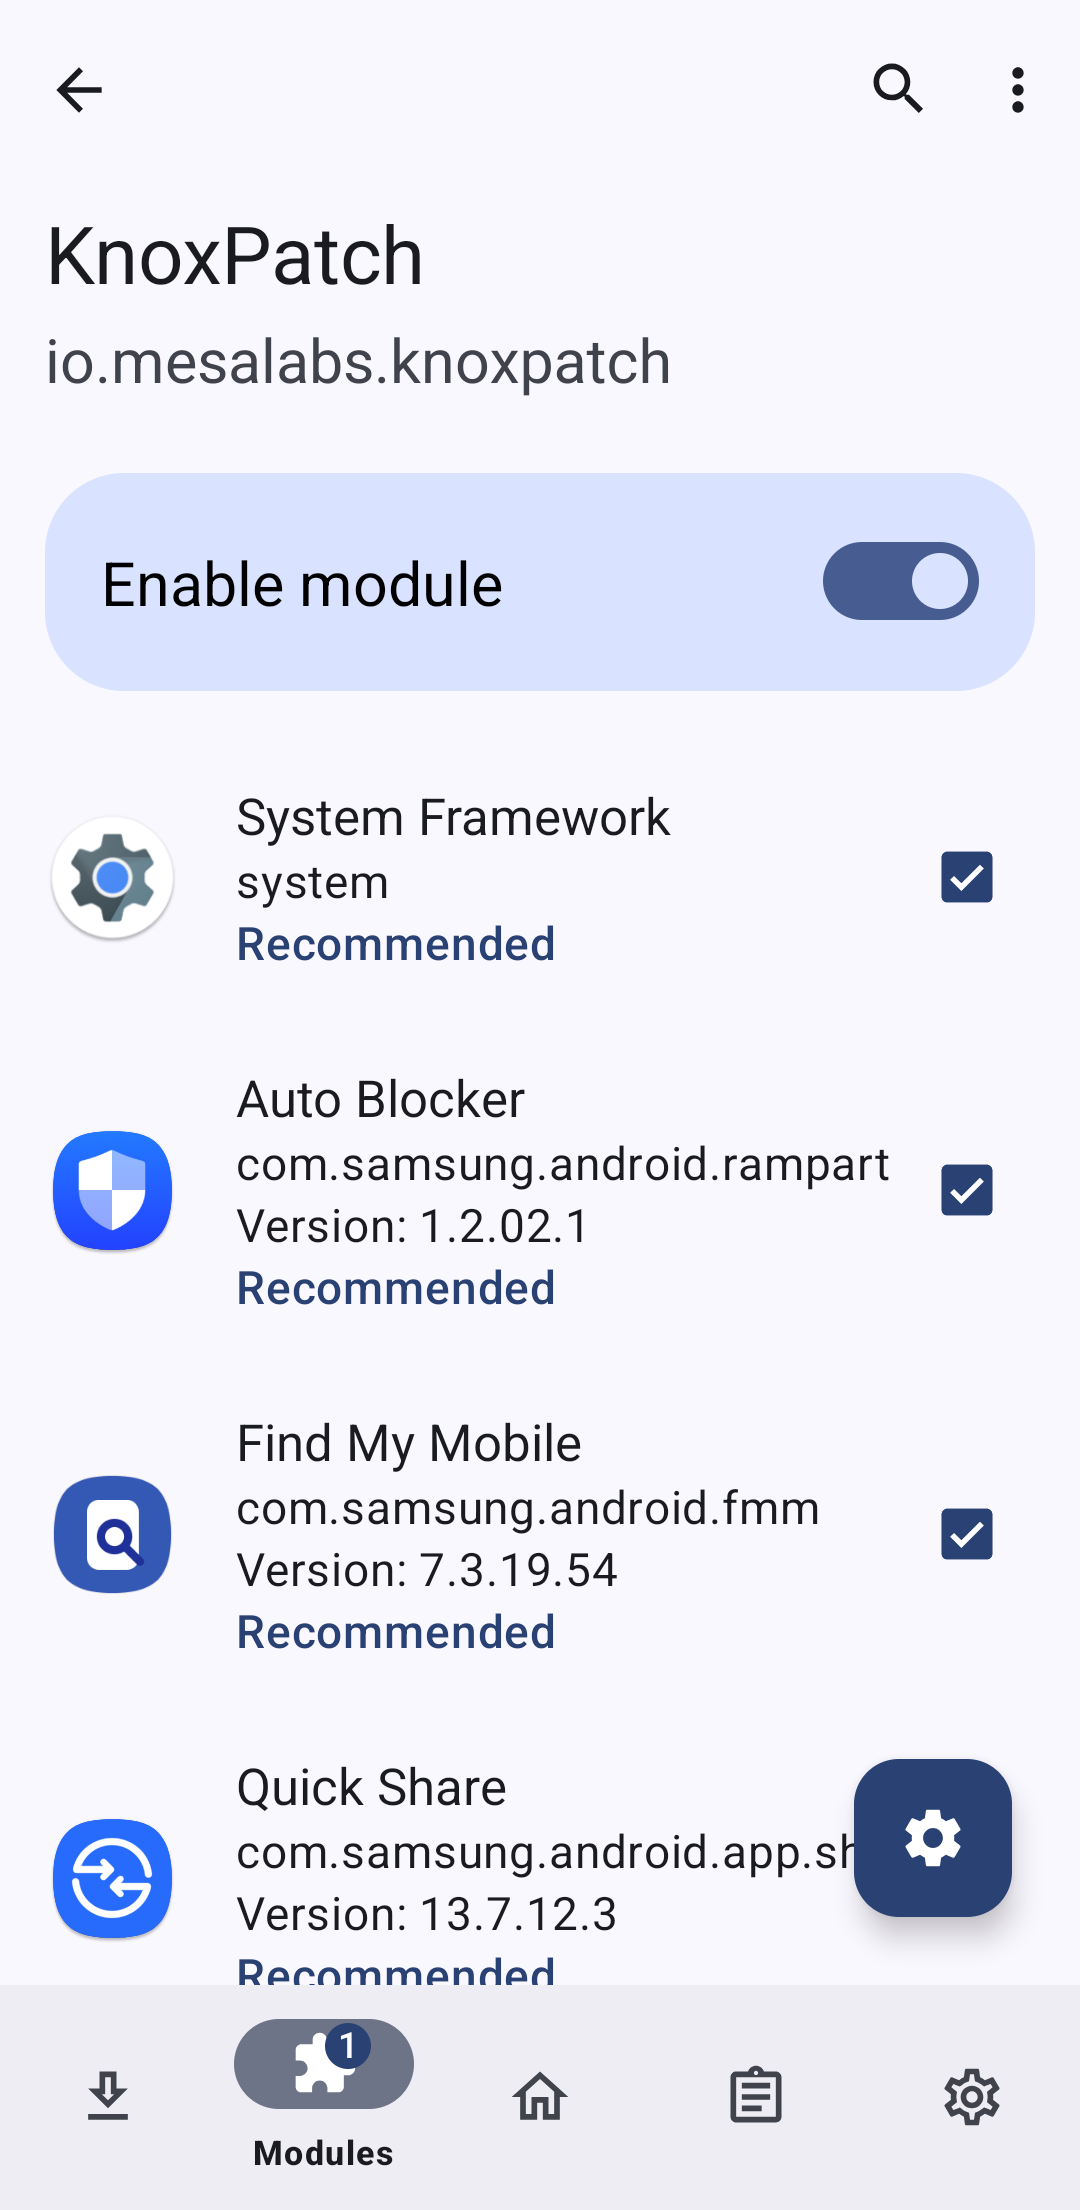 KnoxPatch
io.mesalabs.knoxpatch
Enable module
System Framework
system
Recommended
Auto Blocker
com.samsung.android.rampart
Version: 1.2.02.1
Recommended
Find My Mobile
com.samsung.android.fmm
Version: 7.3.19.54
Recommended
Quick Share
com.samsung.android.app.sh
Version: 13.7.12.3
Recommended
1
Modules